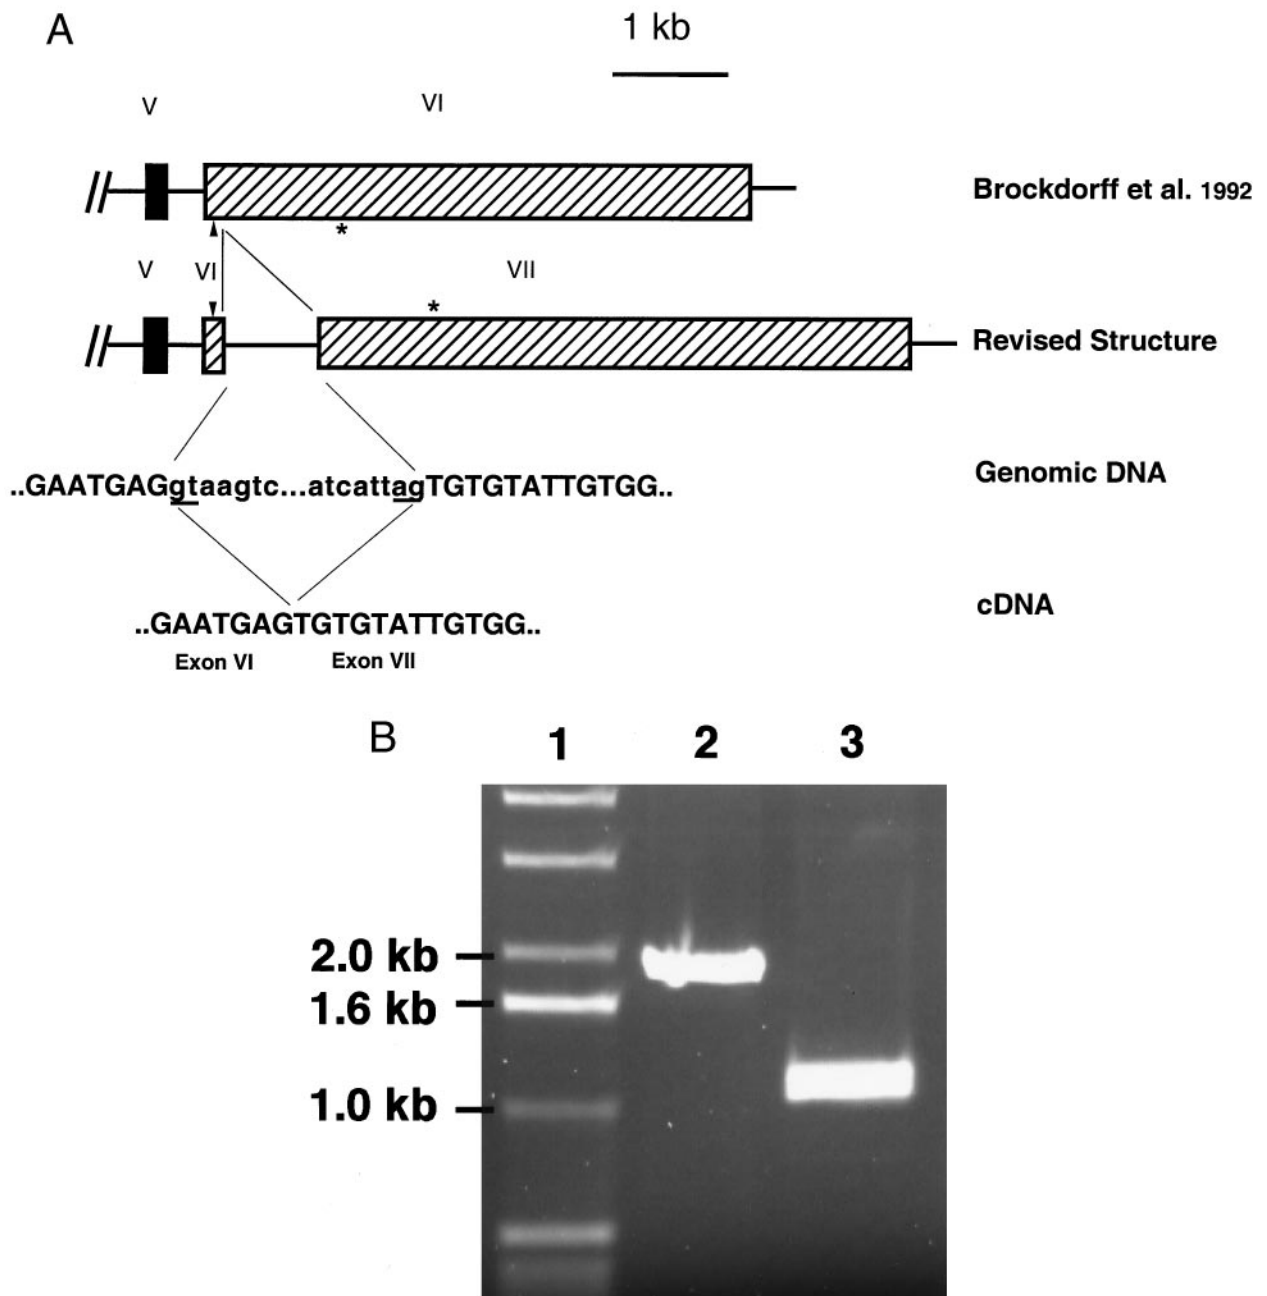 A
1 kb
V VI
Brockdorff et al. 1992
*
V VI VII
*
Revised Structure
..GAATGAGgtaagtc...atcattagTGTGTATTGTGG..
Genomic DNA
..GAATGAGTGTGTATTGTGG..
cDNA
Exon VI Exon VII
B 1 2 3
2.0 kb
1.6 kb
1.0 kb